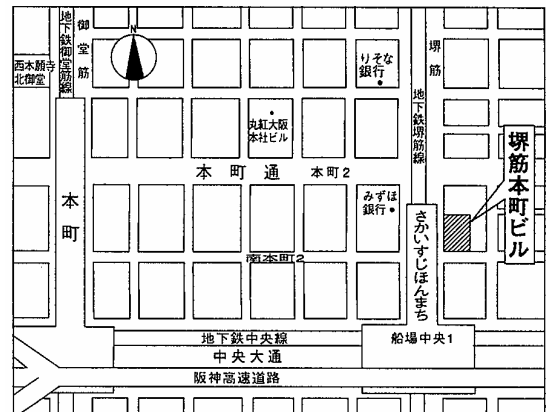 地下鉄御堂筋線
御堂筋
N
西本願寺
北御堂
りそな
銀行
堺筋
地下鉄堺筋線
丸紅大阪
本社ビル
堺筋本町ビル
本町通
本町2
本町
みずほ
銀行
さかいすじほんまち
南本町2
地下鉄中央線
船場中央1
中央大通
阪神高速道路